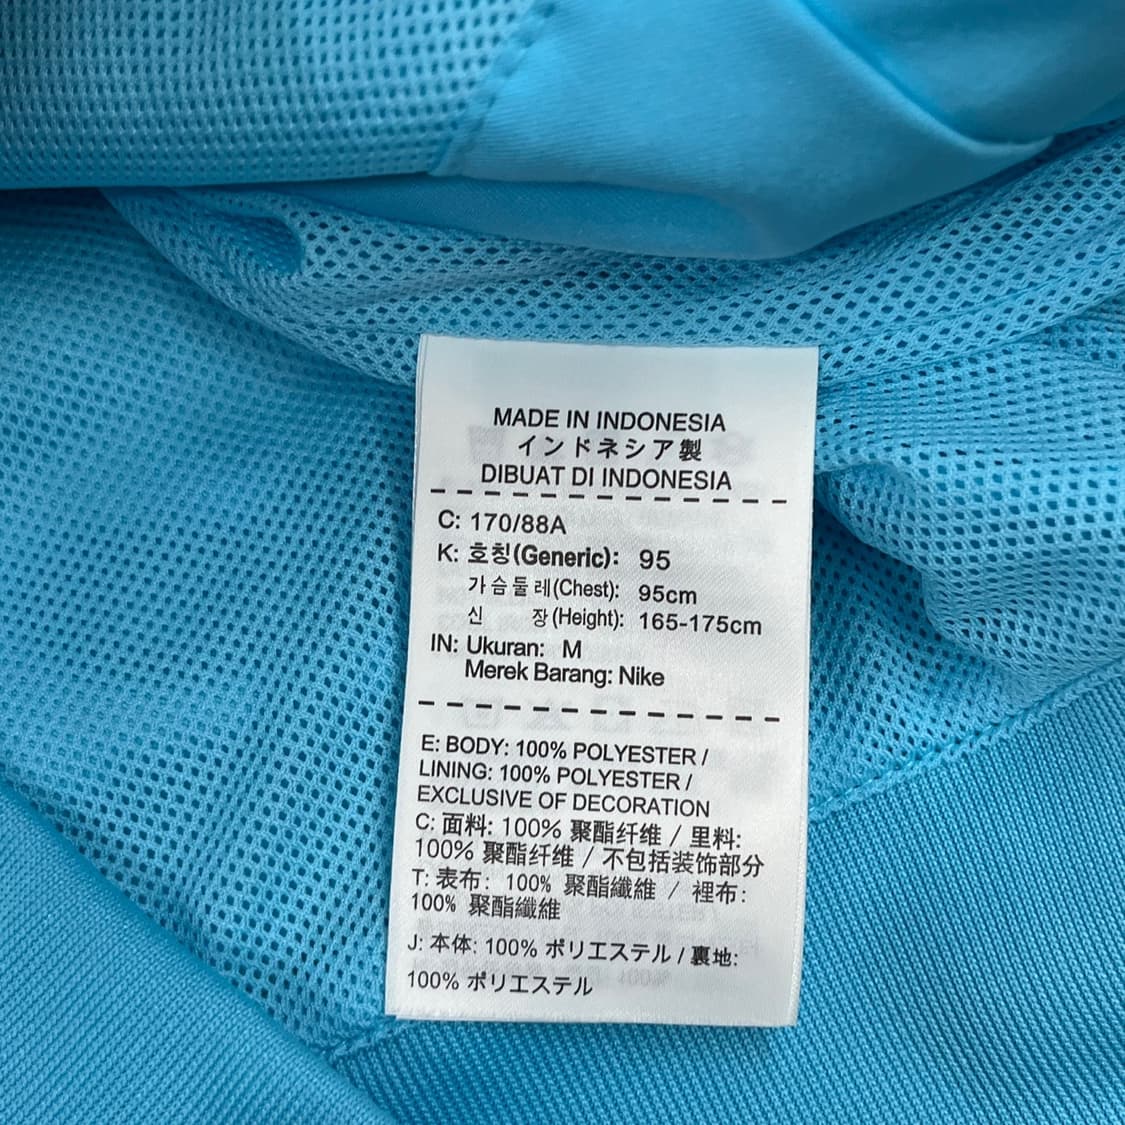 MADE IN INDONESIA
インドネシア製
DIBUAT DI INDONESIA
C: 170/88A
K: 호칭(Generic): 95
가슴둘레(Chest): 95cm
신 장(Height): 165-175cm
IN: Ukuran: M
Merek Barang: Nike
E: BODY: 100% POLYESTER /
LINING: 100% POLYESTER /
EXCLUSIVE OF DECORATION
C: 面料: 100% 聚酯纤维 / 里料:
100% 聚酯纤维 / 不包括装饰部分
T: 表布: 100% 聚酯纖維 / 裡布:
100% 聚酯纖維
J: 本体: 100% ポリエステル / 裏地:
100% ポリエステル